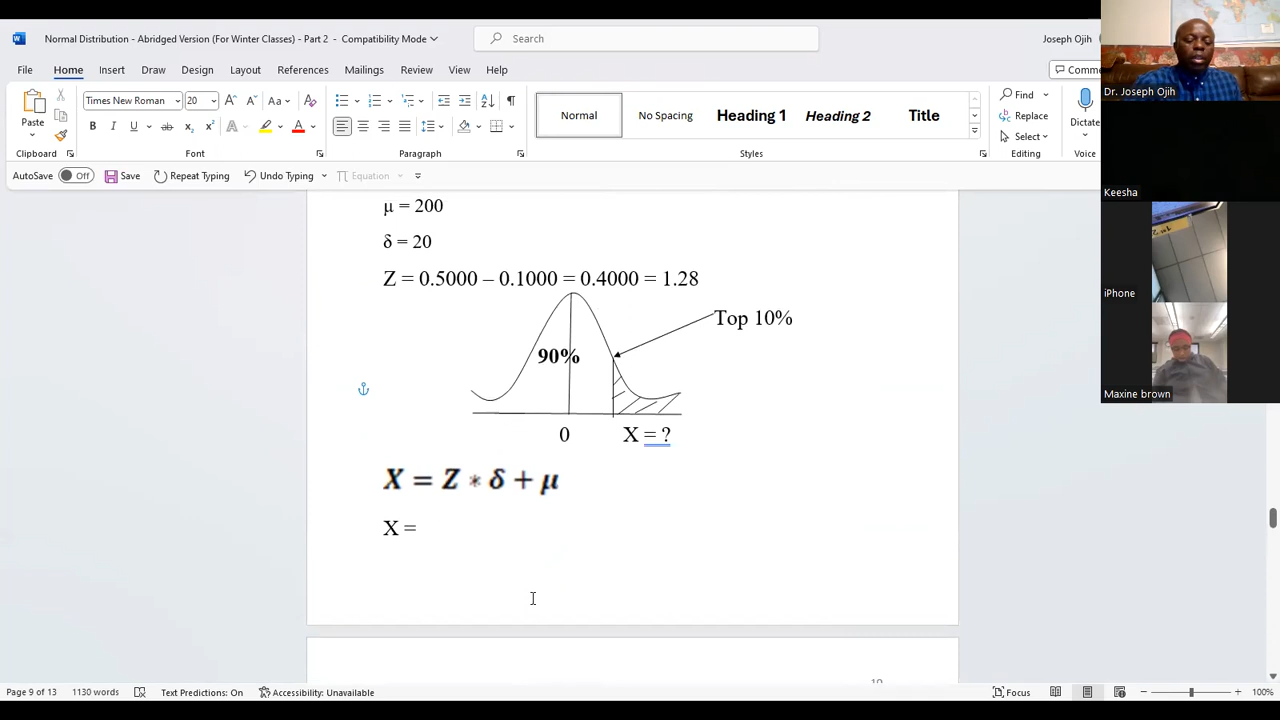 Normal Distribution - Abridged Version (For Winter Classes) - Part 2 - Compatibility Mode
Search
Joseph Ojih
File Home Insert Draw Design Layout References Mailings Review View Help
Comme
Paste
Times New Roman 20
Clipboard
Font
Paragraph
Normal No Spacing Heading 1 Heading 2 Title
Styles
Find
Replace
Select
Editing
Dictate
Voice
AutoSave Off Save Repeat Typing Undo Typing Equation
μ = 200
δ = 20
Z = 0.5000 – 0.1000 = 0.4000 = 1.28
Top 10%
90%
0 X = ?
X = Z * δ + μ
X =
Page 9 of 13 1130 words Text Predictions: On Accessibility: Unavailable Focus 100%
Dr. Joseph Ojih
Keesha
iPhone
Maxine brown